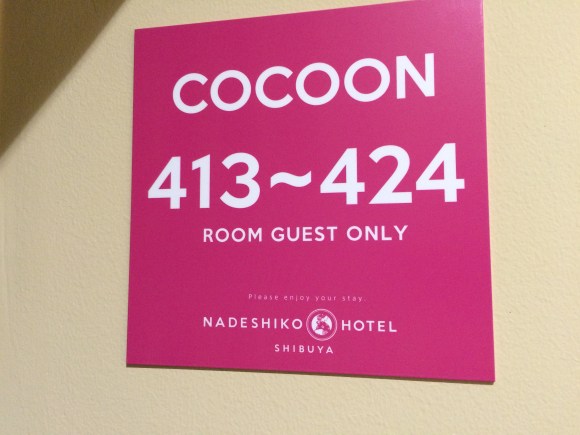 COCOON
413~424
ROOM GUEST ONLY
Please enjoy your stay.
NADESHIKO HOTEL
SHIBUYA